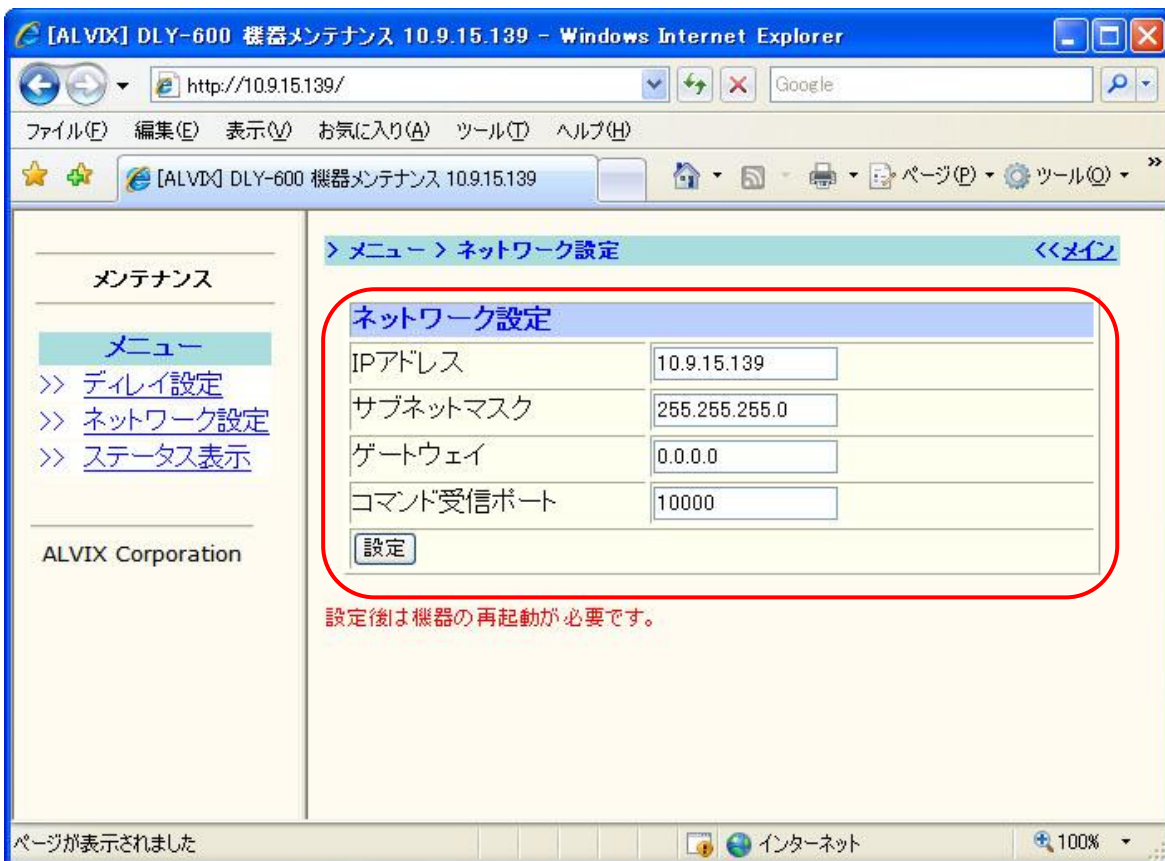 [ALVIX] DLY-600 機器メンテナンス 10.9.15.139 - Windows Internet Explorer
http://10.9.15.139/
Google
ファイル(F) 編集(E) 表示(V) お気に入り(A) ツール(T) ヘルプ(H)
[ALVIX] DLY-600 機器メンテナンス 10.9.15.139
ページ(P) ツール(O) »
メンテナンス
メニュー
>> ディレイ設定
>> ネットワーク設定
>> ステータス表示
ALVIX Corporation
> メニュー > ネットワーク設定 <<メイン
ネットワーク設定
IPアドレス 10.9.15.139
サブネットマスク 255.255.255.0
ゲートウェイ 0.0.0.0
コマンド受信ポート 10000
設定
設定後は機器の再起動が必要です。
ページが表示されました インターネット 100%